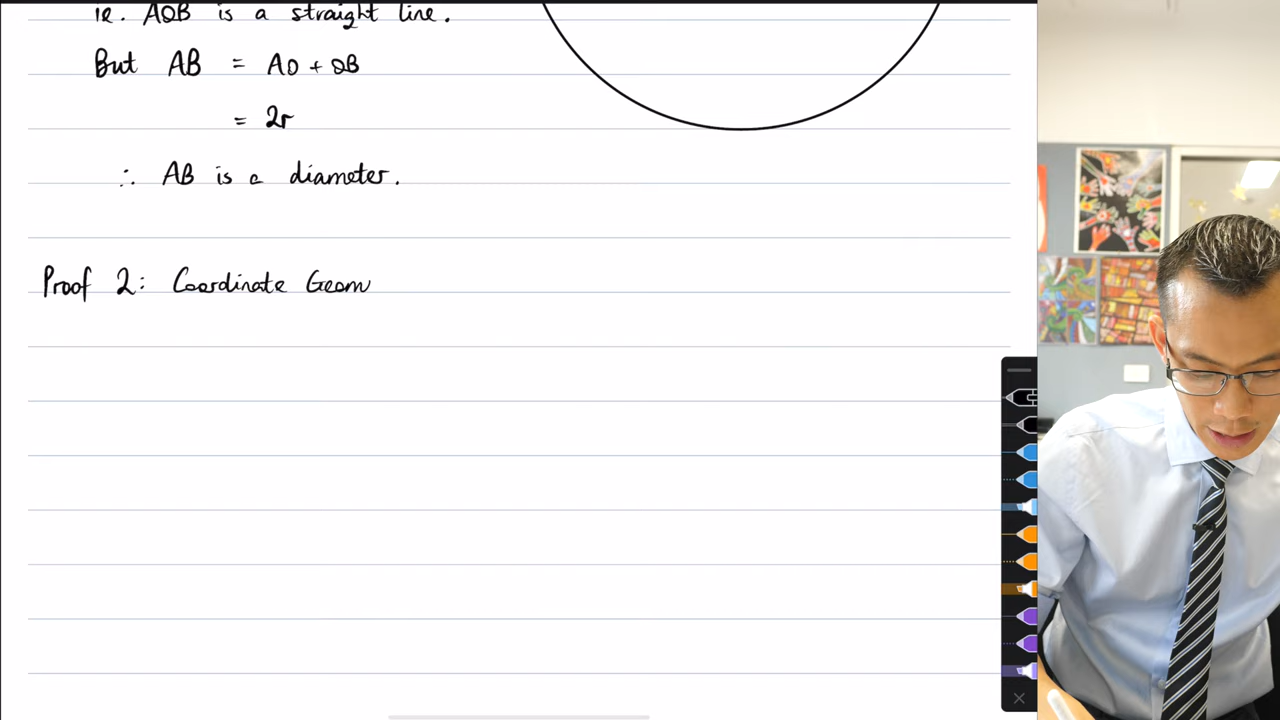 ie. AOB is a straight line.
But AB = AO + OB
= 2r
∴ AB is a diameter.
Proof 2: Coordinate Geom